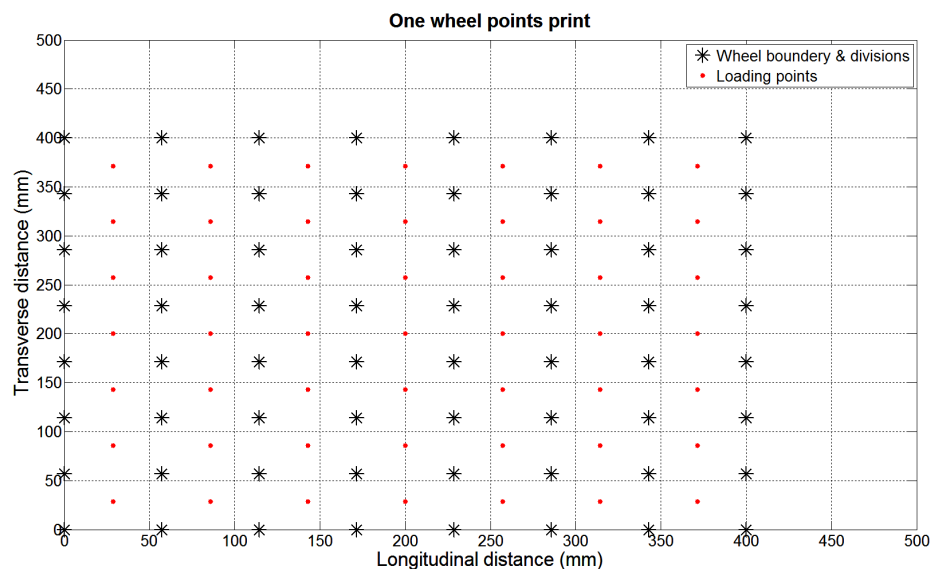 One wheel points print
Wheel boundery & divisions
Loading points
Transverse distance (mm)
500
450
400
350
300
250
200
150
100
50
0
0 50 100 150 200 250 300 350 400 450 500
Longitudinal distance (mm)